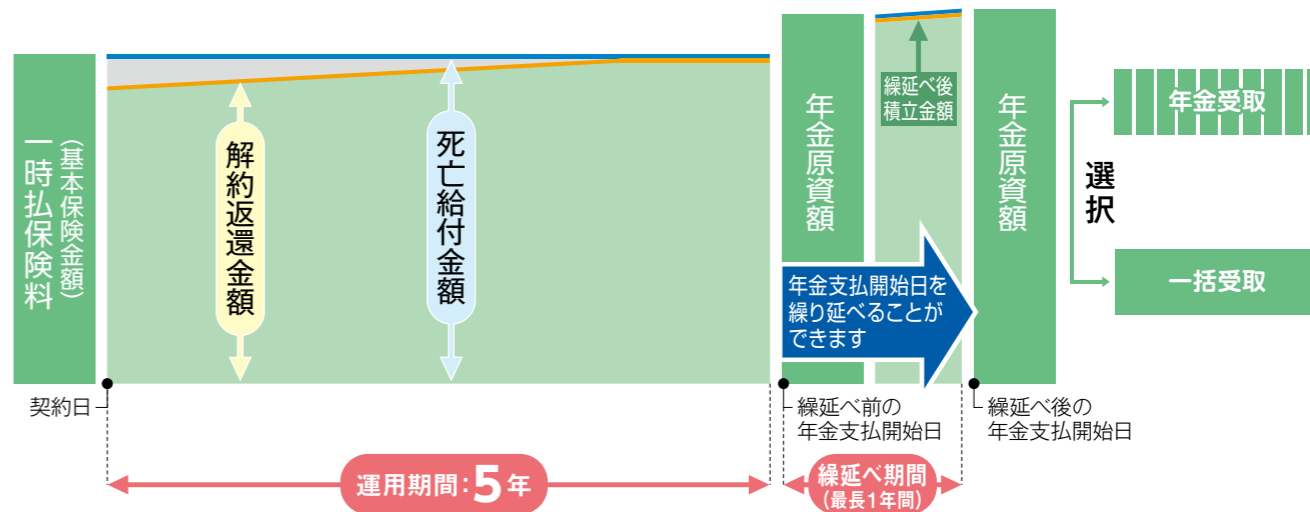 一時払保険料
(基本保険金額)
解約返還金額
死亡給付金額
年金原資額
繰延べ後
積立金額
年金原資額
選択
年金受取
一括受取
年金支払開始日を
繰り延べることが
できます
契約日
繰延べ前の
年金支払開始日
繰延べ後の
年金支払開始日
運用期間:5年
繰延べ期間
(最長1年間)